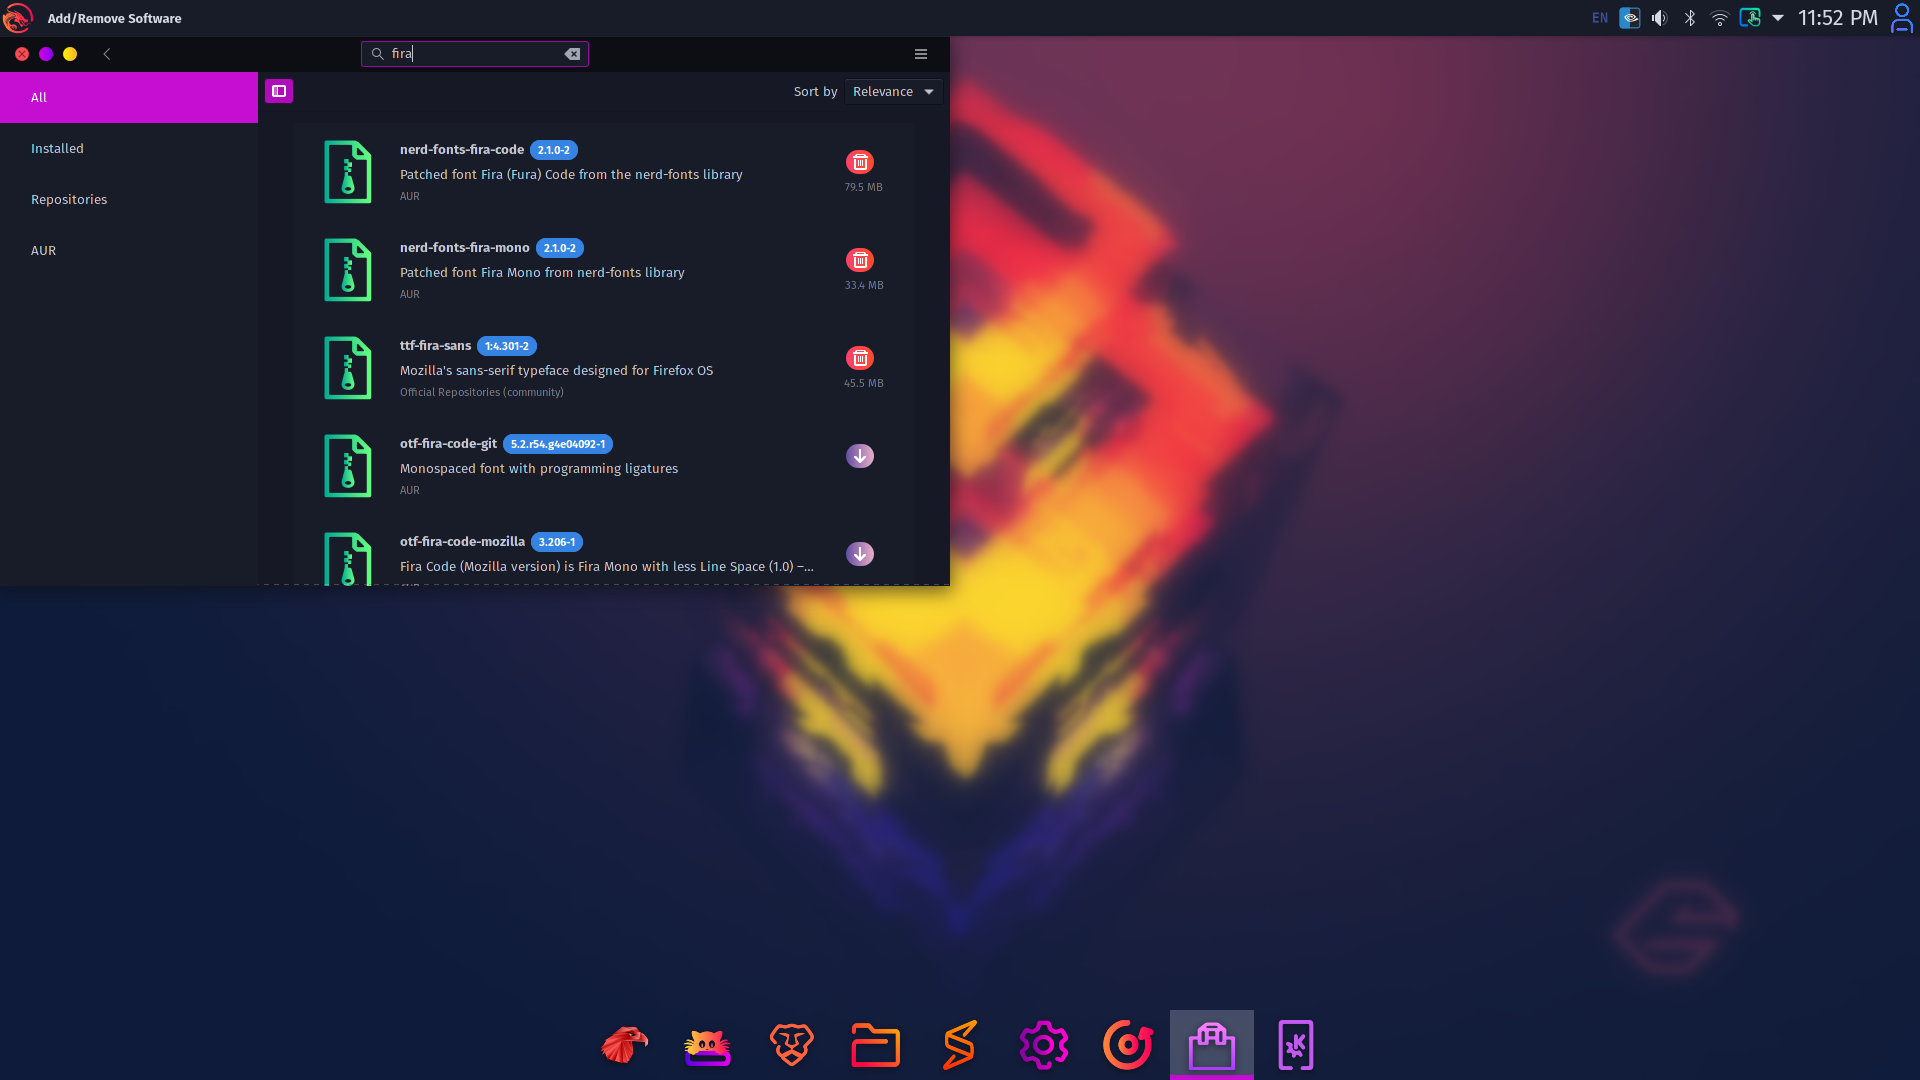 Add/Remove Software
EN
11:52 PM
fira
All
Installed
Repositories
AUR
Sort by
Relevance
nerd-fonts-fira-code 2.1.0-2
Patched font Fira (Fura) Code from the nerd-fonts library
AUR
79.5 MB
nerd-fonts-fira-mono 2.1.0-2
Patched font Fira Mono from nerd-fonts library
AUR
33.4 MB
ttf-fira-sans 1:4.301-2
Mozilla's sans-serif typeface designed for Firefox OS
Official Repositories (community)
45.5 MB
otf-fira-code-git 5.2.r54.g4e04092-1
Monospaced font with programming ligatures
AUR
otf-fira-code-mozilla 3.206-1
Fira Code (Mozilla version) is Fira Mono with less Line Space (1.0) –...